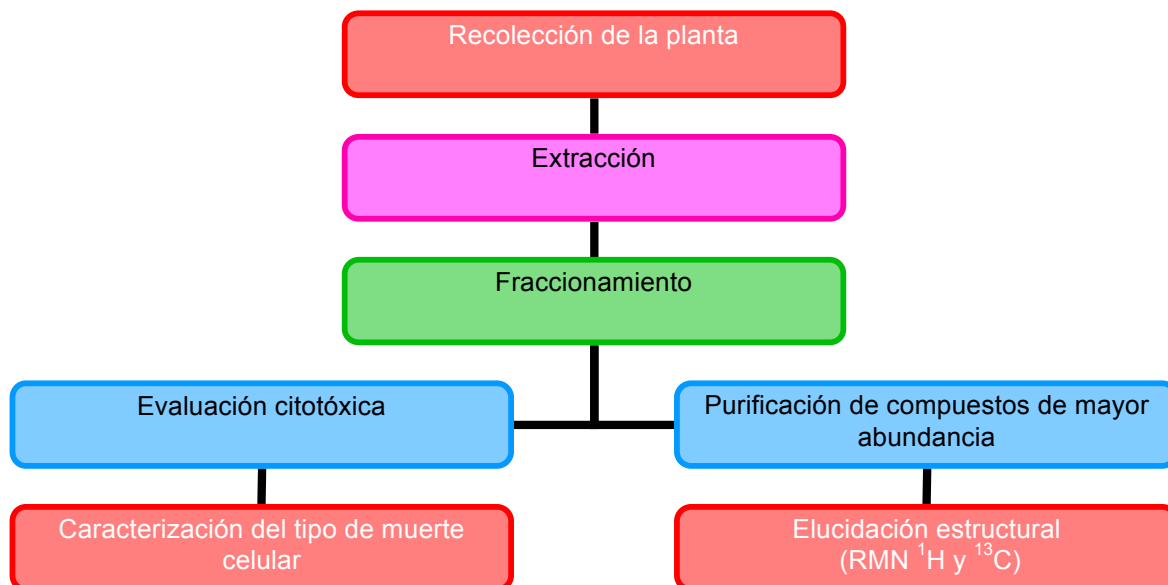 Recolección de la planta
Extracción
Fraccionamiento
Evaluación citotóxica
Purificación de compuestos de mayor
abundancia
Caracterización del tipo de muerte
celular
Elucidación estructural
(RMN ¹H y ¹³C)